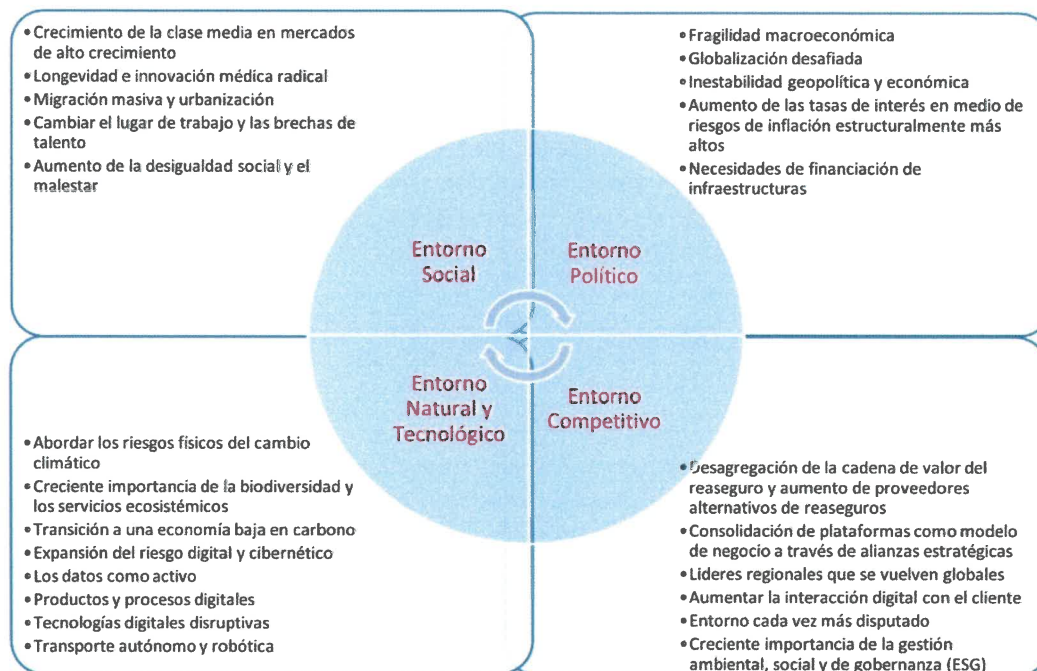 • Crecimiento de la clase media en mercados
de alto crecimiento
• Longevidad e innovación médica radical
• Migración masiva y urbanización
• Cambiar el lugar de trabajo y las brechas de
talento
• Aumento de la desigualdad social y el
malestar
• Fragilidad macroeconómica
• Globalización desafiada
• Inestabilidad geopolítica y económica
• Aumento de las tasas de interés en medio de
riesgos de inflación estructuralmente más
altos
• Necesidades de financiación de
infraestructuras
Entorno
Social
Entorno
Político
Entorno
Natural y
Tecnológico
Entorno
Competitivo
• Abordar los riesgos físicos del cambio
climático
• Creciente importancia de la biodiversidad y
los servicios ecosistémicos
• Transición a una economía baja en carbono
• Expansión del riesgo digital y cibernético
• Los datos como activo
• Productos y procesos digitales
• Tecnologías digitales disruptivas
• Transporte autónomo y robótica
• Desagregación de la cadena de valor del
reaseguro y aumento de proveedores
alternativos de reaseguros
• Consolidación de plataformas como modelo
de negocio a través de alianzas estratégicas
• Lideres regionales que se vuelven globales
• Aumentar la interacción digital con el cliente
• Entorno cada vez más disputado
• Creciente importancia de la gestión
ambiental, social y de gobernanza (ESG)